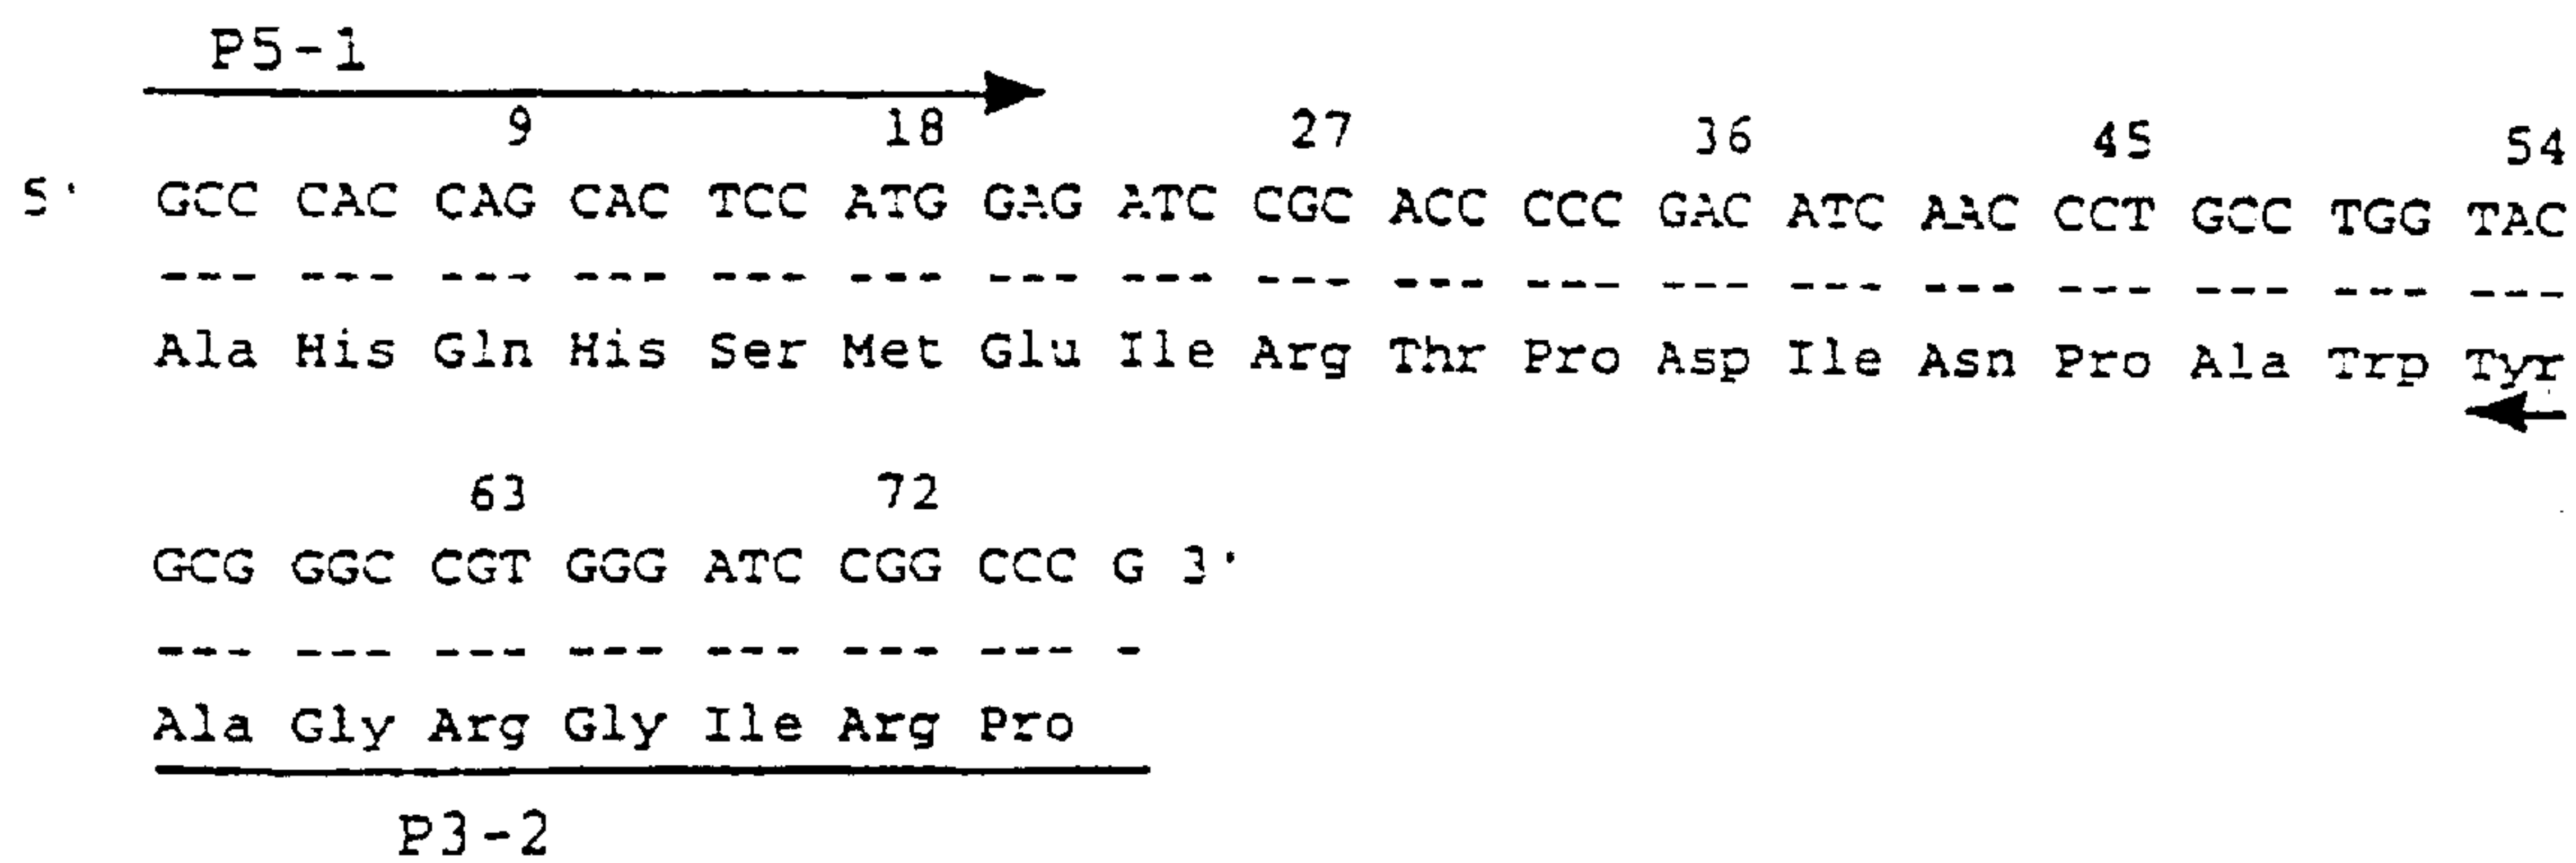 P5-1
9 18 27 36 45 54
5' GCC CAC CAG CAC TCC ATG GAG ATC CGC ACC CCC GAC ATC AAC CCT GCC TGG TAC
--- --- --- --- --- --- --- --- --- --- --- --- --- --- --- --- --- ---
Ala His Gln His Ser Met Glu Ile Arg Thr Pro Asp Ile Asn Pro Ala Trp Tyr
63 72
GCG GGC CGT GGG ATC CGG CCC G 3'
--- --- --- --- --- --- --- -
Ala Gly Arg Gly Ile Arg Pro
P3-2